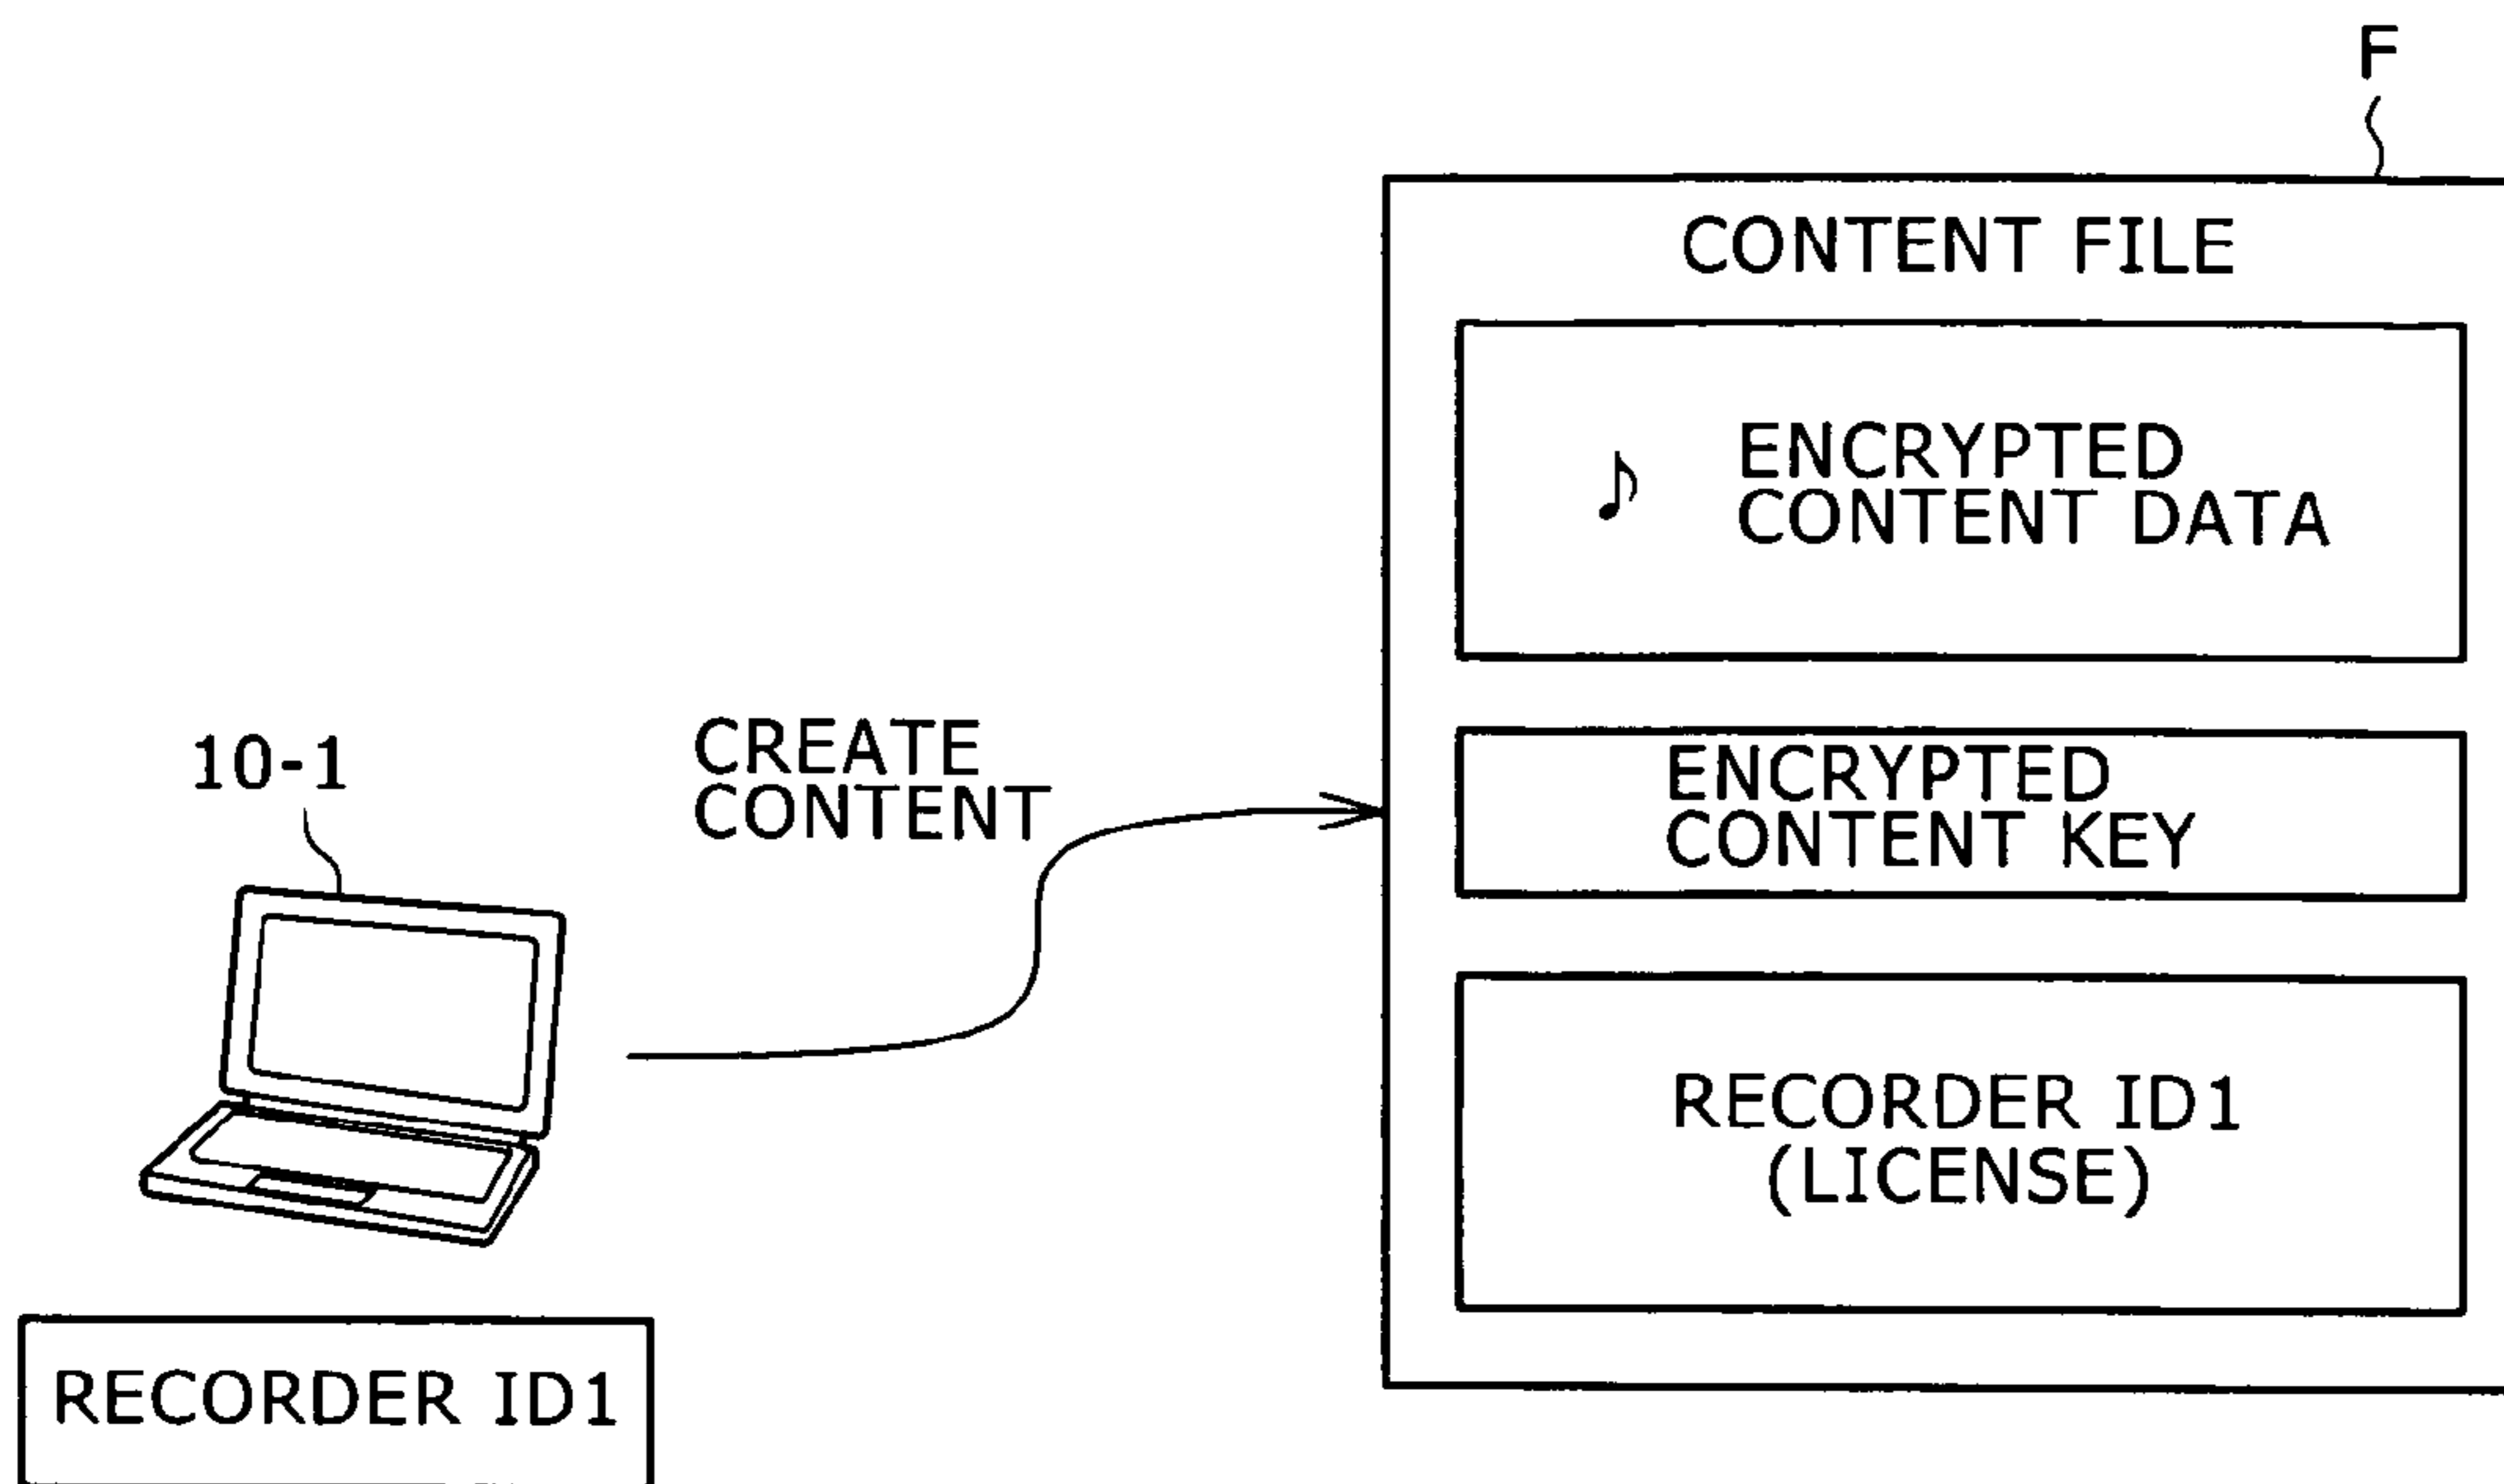 F
CONTENT FILE
♪ ENCRYPTED
CONTENT DATA
ENCRYPTED
CONTENT KEY
RECORDER ID1
(LICENSE)
CREATE
CONTENT
10-1
RECORDER ID1